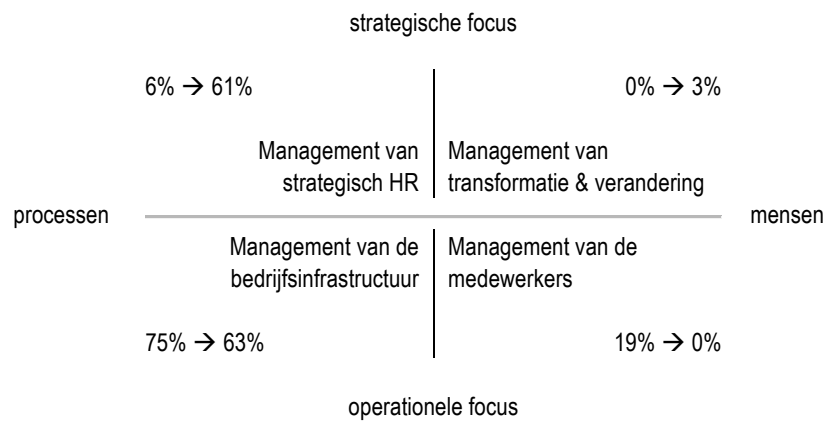 strategische focus
6% → 61%
0% → 3%
Management van
strategisch HR
Management van
transformatie & verandering
processen
mensen
Management van de
bedrijfsinfrastructuur
Management van de
medewerkers
75% → 63%
19% → 0%
operationele focus